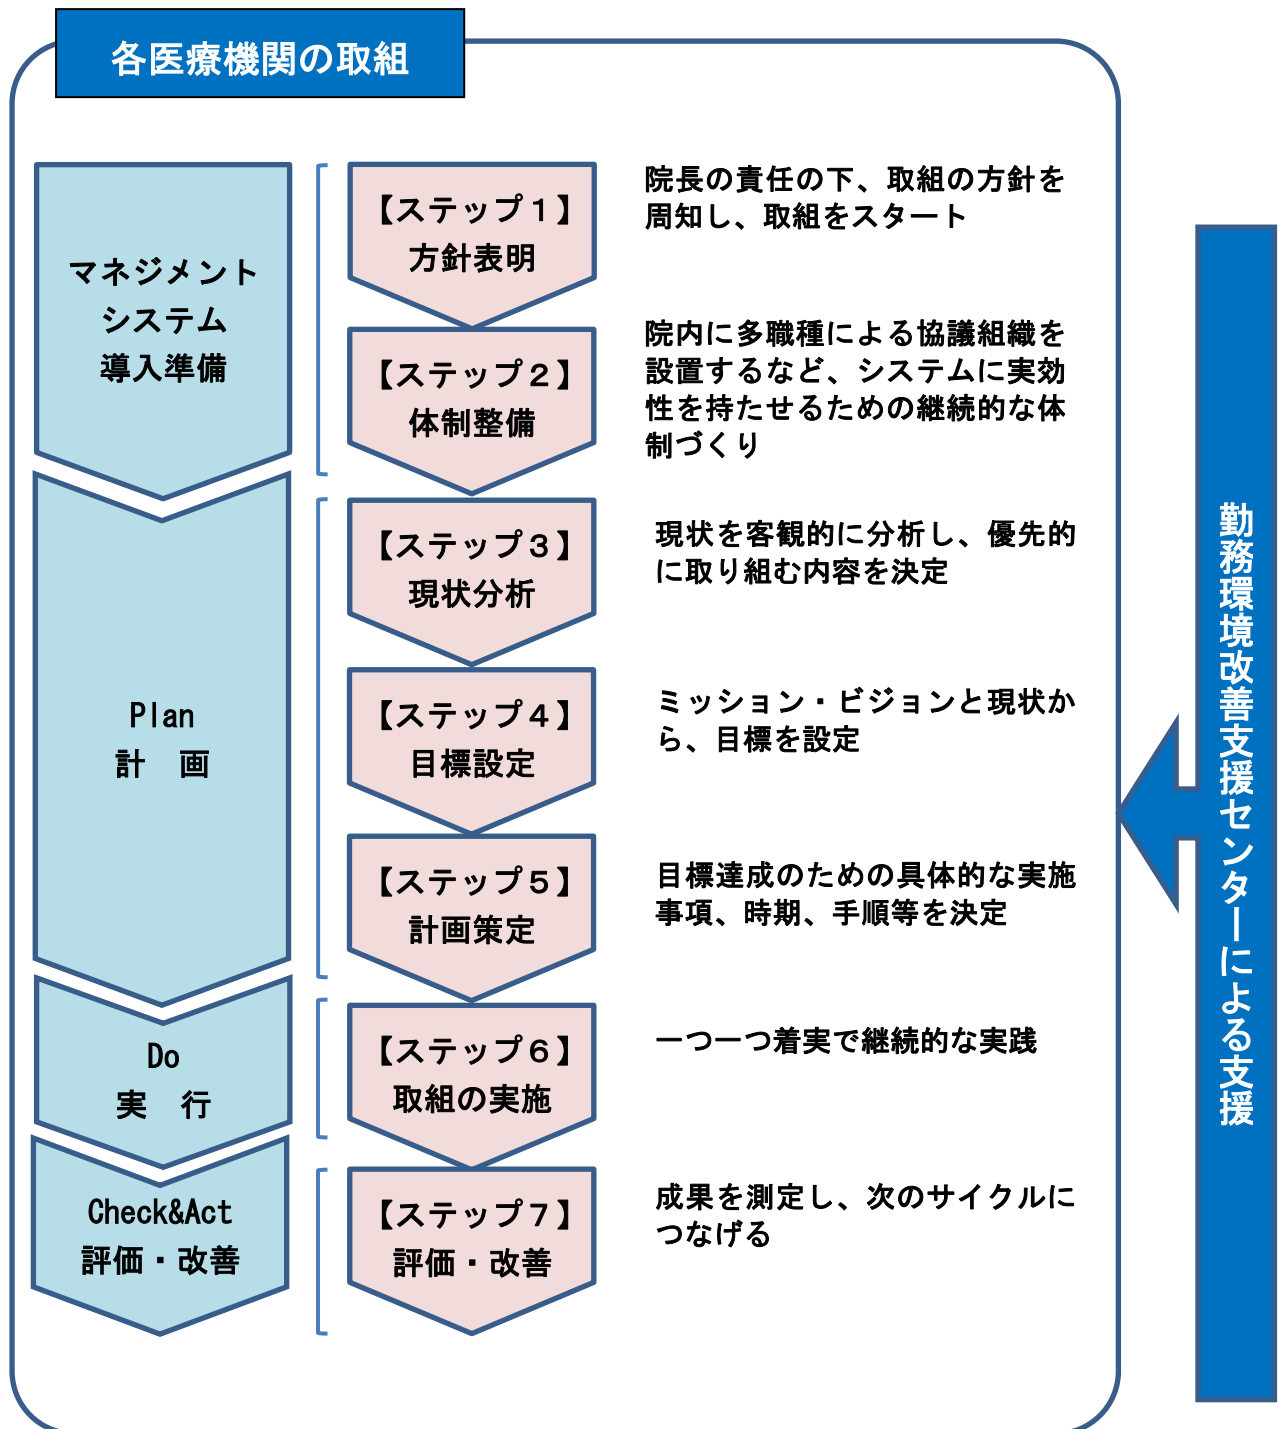 各医療機関の取組
マネジメント
システム
導入準備
【ステップ１】
方針表明
院長の責任の下、取組の方針を
周知し、取組をスタート
【ステップ２】
体制整備
院内に多職種による協議組織を
設置するなど、システムに実効
性を持たせるための継続的な体
制づくり
Plan
計　画
【ステップ３】
現状分析
現状を客観的に分析し、優先的
に取り組む内容を決定
【ステップ４】
目標設定
ミッション・ビジョンと現状か
ら、目標を設定
【ステップ５】
計画策定
目標達成のための具体的な実施
事項、時期、手順等を決定
Do
実　行
【ステップ６】
取組の実施
一つ一つ着実で継続的な実践
Check&Act
評価・改善
【ステップ７】
評価・改善
成果を測定し、次のサイクルに
つなげる
勤務環境改善支援センターによる支援